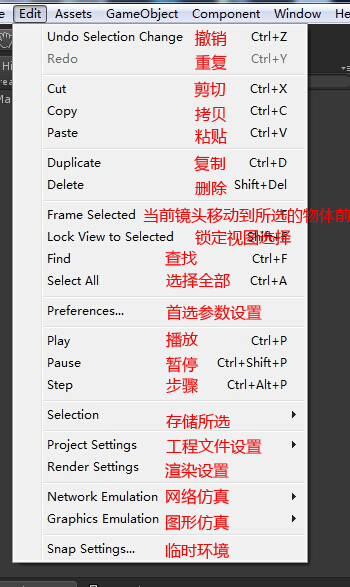 Edit Assets GameObject Component Window He
Undo Selection Change 撤销 Ctrl+Z
Redo 重复 Ctrl+Y
Cut 剪切 Ctrl+X
Copy 拷贝 Ctrl+C
Paste 粘贴 Ctrl+V
Duplicate 复制 Ctrl+D
Delete 删除 Shift+Del
Frame Selected 当前镜头移动到所选的物体前
Lock View to Selected 锁定视图选择
Find 查找 Ctrl+F
Select All 选择全部 Ctrl+A
Preferences... 首选参数设置
Play 播放 Ctrl+P
Pause 暂停 Ctrl+Shift+P
Step 步骤 Ctrl+Alt+P
Selection 存储所选
Project Settings 工程文件设置
Render Settings 渲染设置
Network Emulation 网络仿真
Graphics Emulation 图形仿真
Snap Settings... 临时环境